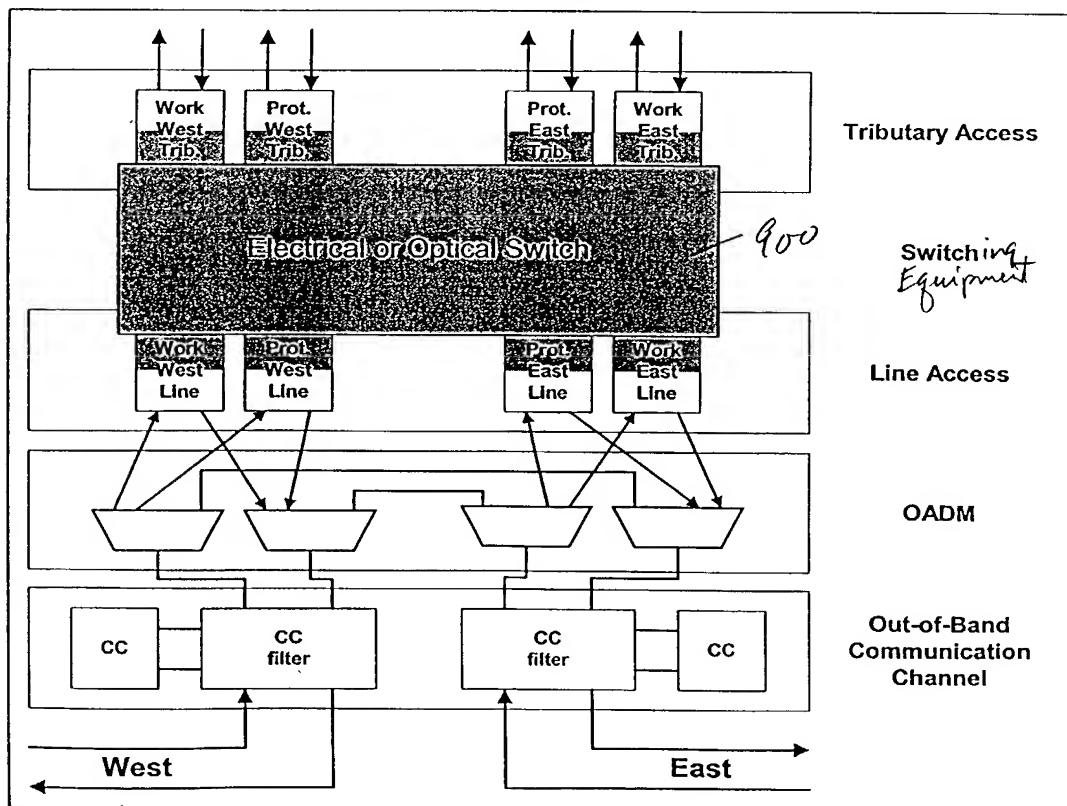 Work
West
Trib.
Prot.
West
Trib.
Prot.
East
Trib.
Work
East
Trib.
Tributary Access
Electrical or Optical Switch
900
Switching
Equipment
Work
West
Line
Prot.
West
Line
Prot.
East
Line
Work
East
Line
Line Access
OADM
CC
CC
filter
CC
filter
CC
Out-of-Band
Communication
Channel
West
East